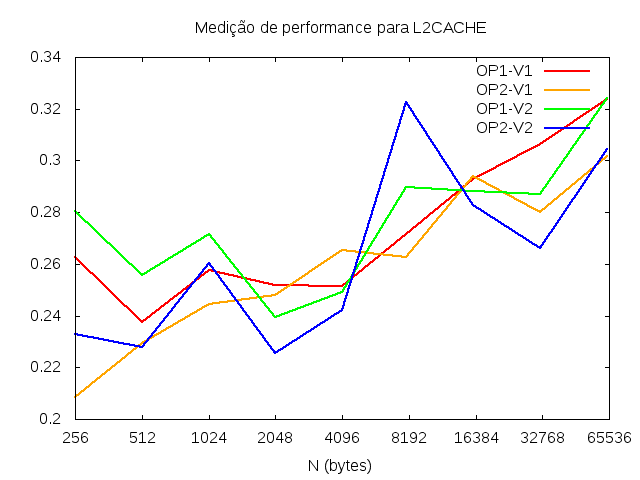 Medição de performance para L2CACHE
0.34
0.32
0.3
0.28
0.26
0.24
0.22
0.2
OP1-V1
OP2-V1
OP1-V2
OP2-V2
256 512 1024 2048 4096 8192 16384 32768 65536
N (bytes)